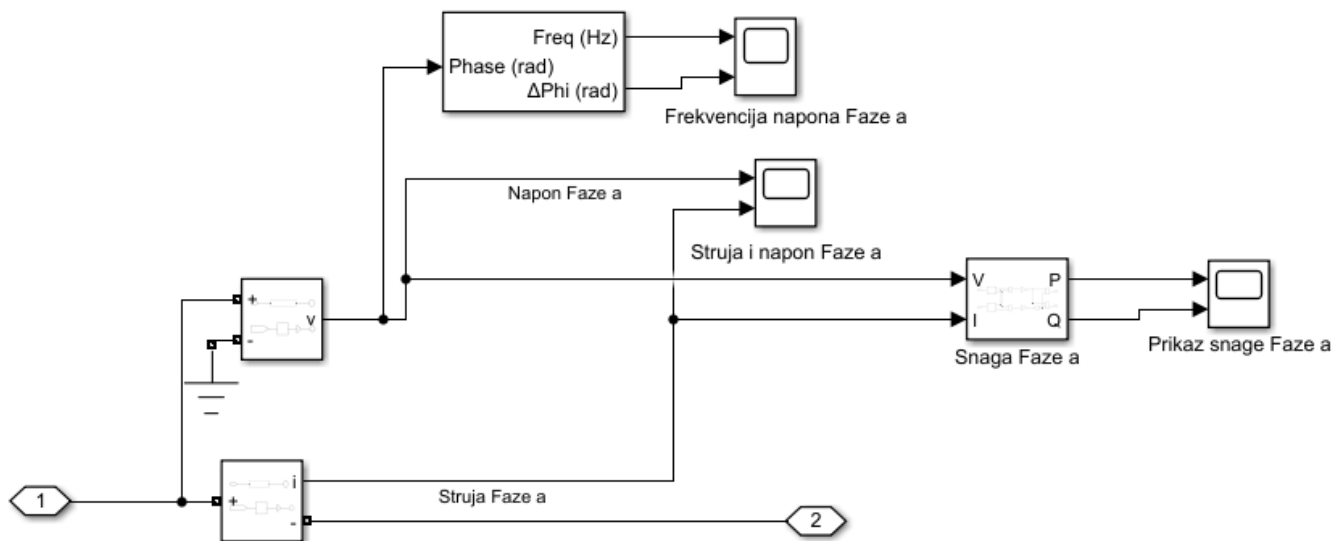 Freq (Hz)
Phase (rad)
ΔPhi (rad)
Frekvencija napona Faze a
Napon Faze a
Struja i napon Faze a
+
v
-
V
P
I
Q
Snaga Faze a
Prikaz snage Faze a
1
+
i
-
Struja Faze a
2